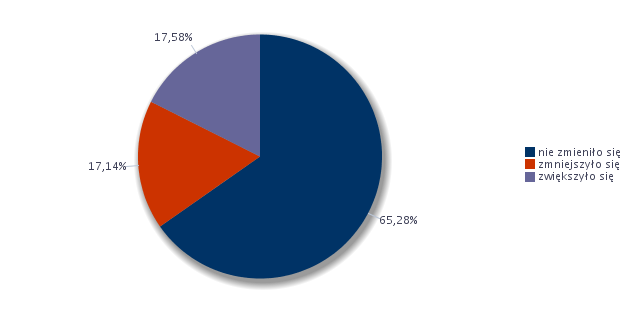 17,58%
17,14%
65,28%
nie zmieniło się
zmniejszyło się
zwiększyło się